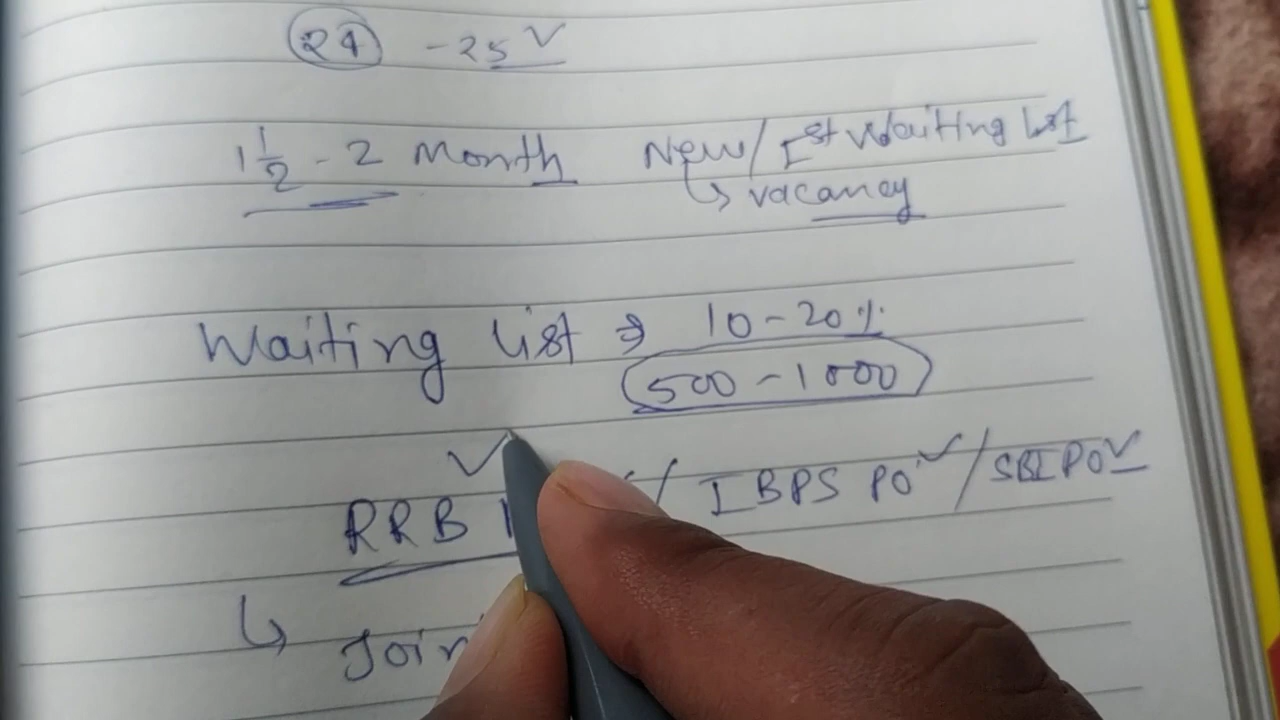 24 - 25 ✓
1 1/2 - 2 Month New / Ist Waiting list
↳ vacancy
Waiting list ⇒ 10-20%
500-1000
✓
RRB / IBPS PO ✓ / SBI PO ✓
↳ Join